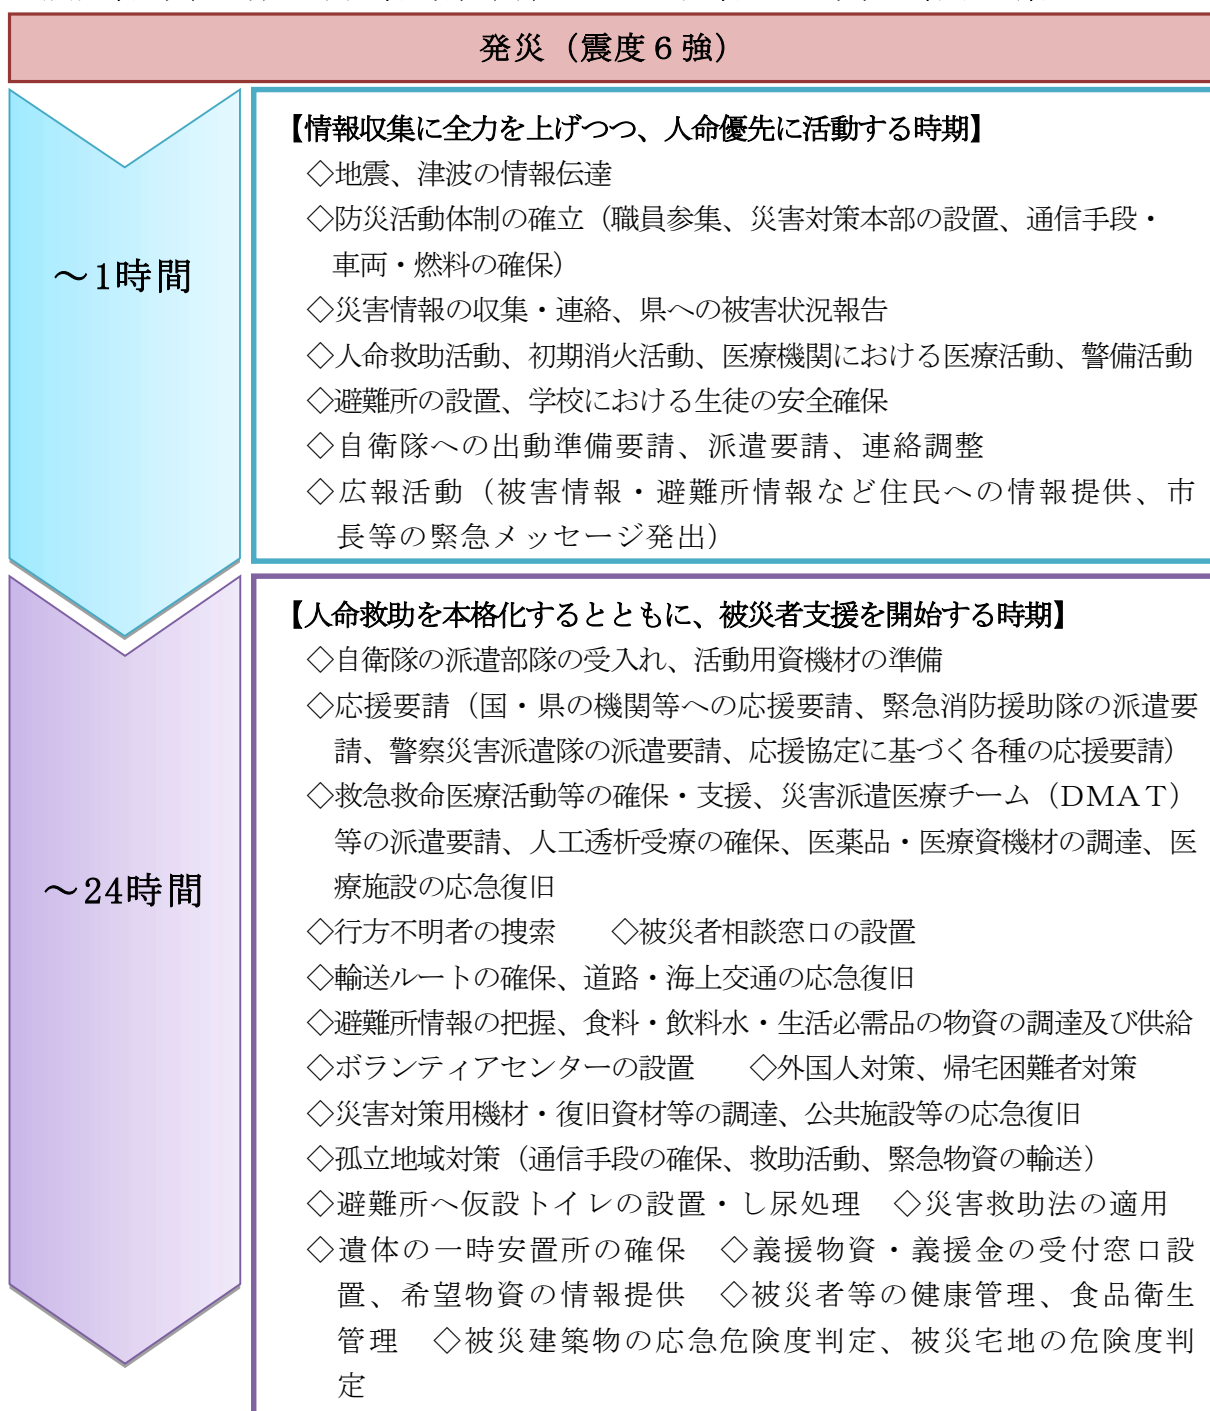 発災（震度６強）
～1時間
【情報収集に全力を上げつつ、人命優先に活動する時期】
◇地震、津波の情報伝達
◇防災活動体制の確立（職員参集、災害対策本部の設置、通信手段・
車両・燃料の確保）
◇災害情報の収集・連絡、県への被害状況報告
◇人命救助活動、初期消火活動、医療機関における医療活動、警備活動
◇避難所の設置、学校における生徒の安全確保
◇自衛隊への出動準備要請、派遣要請、連絡調整
◇広報活動（被害情報・避難所情報など住民への情報提供、市
長等の緊急メッセージ発出）
～24時間
【人命救助を本格化するとともに、被災者支援を開始する時期】
◇自衛隊の派遣部隊の受入れ、活動用資機材の準備
◇応援要請（国・県の機関等への応援要請、緊急消防援助隊の派遣要
請、警察災害派遣隊の派遣要請、応援協定に基づく各種の応援要請）
◇救急救命医療活動等の確保・支援、災害派遣医療チーム（DMAT）
等の派遣要請、人工透析受療の確保、医薬品・医療資機材の調達、医
療施設の応急復旧
◇行方不明者の捜索　　◇被災者相談窓口の設置
◇輸送ルートの確保、道路・海上交通の応急復旧
◇避難所情報の把握、食料・飲料水・生活必需品の物資の調達及び供給
◇ボランティアセンターの設置　　◇外国人対策、帰宅困難者対策
◇災害対策用機材・復旧資材等の調達、公共施設等の応急復旧
◇孤立地域対策（通信手段の確保、救助活動、緊急物資の輸送）
◇避難所へ仮設トイレの設置・し尿処理　◇災害救助法の適用
◇遺体の一時安置所の確保　◇義援物資・義援金の受付窓口設
置、希望物資の情報提供　◇被災者等の健康管理、食品衛生
管理　◇被災建築物の応急危険度判定、被災宅地の危険度判
定